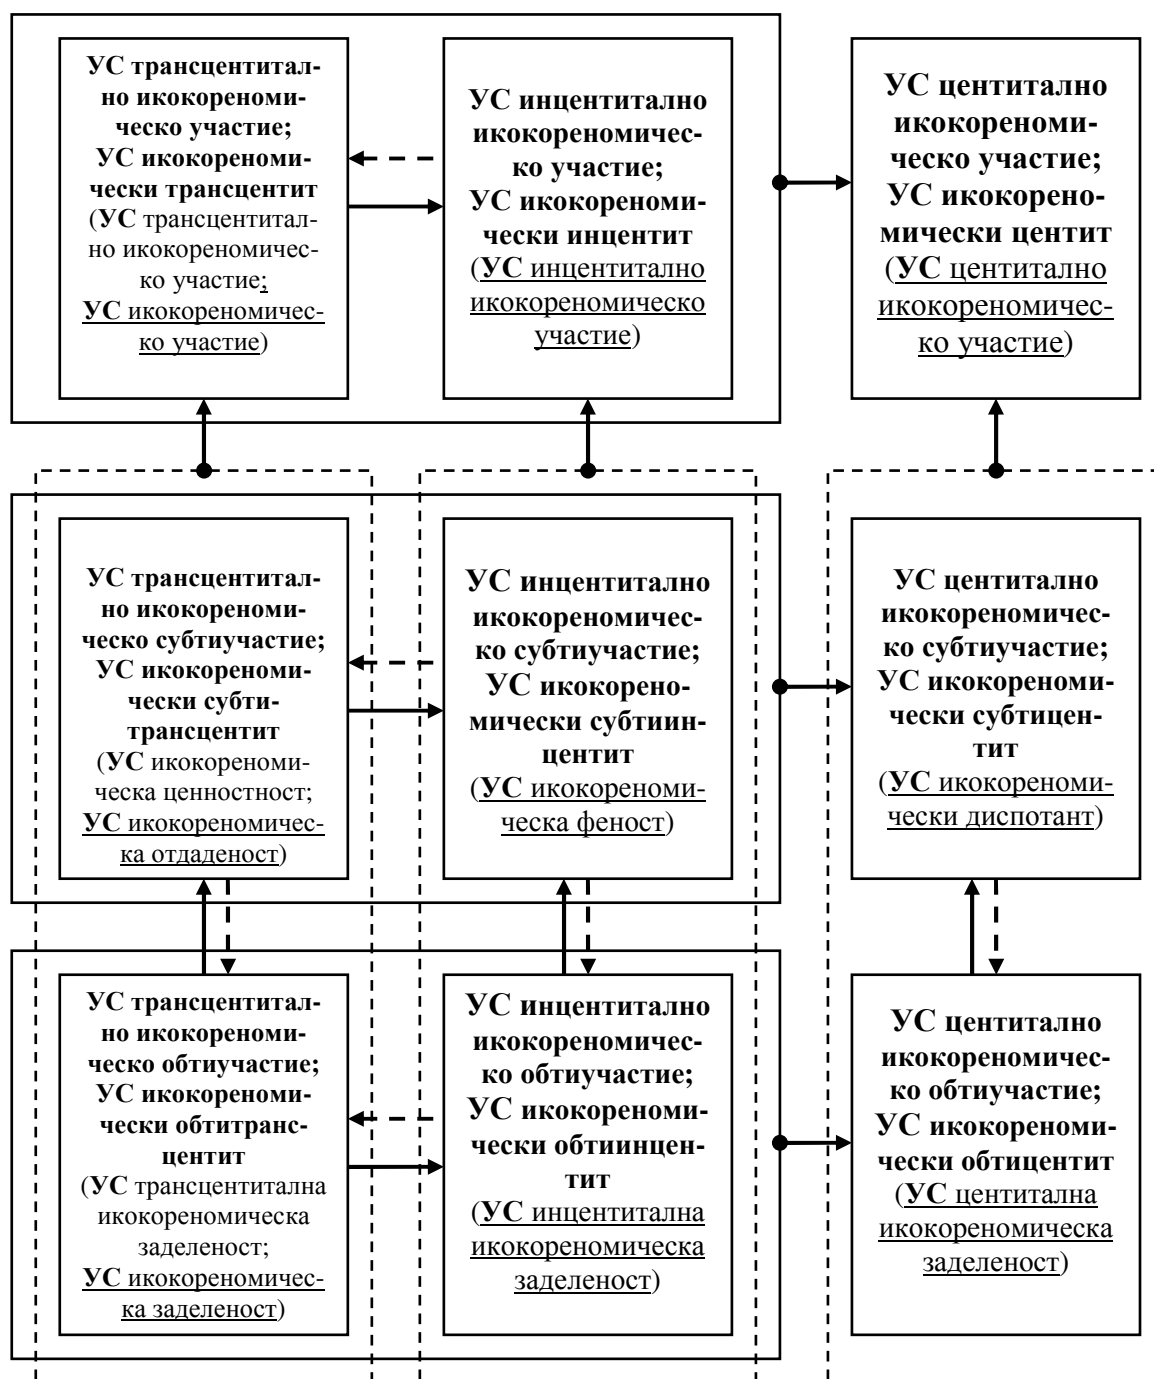 УС трансцентитал-
но икокореноми-
ческо участие;
УС икокореноми-
чески трансцентит
(УС трансцентитал-
но икокореномичес-
ко участие;
УС икокореномичес-
ко участие)
УС инцентитално
икокореномичес-
ко участие;
УС икокореноми-
чески инцентит
(УС инцентитално
икокореномическо
участие)
УС центитално
икокореноми-
ческо участие;
УС икокорено-
мически центит
(УС центитално
икокореномичес-
ко участие)
УС трансцентитал-
но икокореноми-
ческо субтиучастие;
УС икокореноми-
чески субти-
трансцентит
(УС икокореноми-
ческа ценностност;
УС икокореномичес-
ка отдаденост)
УС инцентитално
икокореномичес-
ко субтиучастие;
УС икокорено-
мически субтиин-
центит
(УС икокореноми-
ческа феност)
УС центитално
икокореномичес-
ко субтиучастие;
УС икокореноми-
чески субтицен-
тит
(УС икокореноми-
чески диспотант)
УС трансцентитал-
но икокореноми-
ческо обтиучастие;
УС икокореноми-
чески обтитранс-
центит
(УС трансцентитална
икокореномическа
заделеност;
УС икокореномичес-
ка заделеност)
УС инцентитално
икокореномичес-
ко обтиучастие;
УС икокореноми-
чески обтиинцен-
тит
(УС инцентитална
икокореномическа
заделеност)
УС центитално
икокореномичес-
ко обтиучастие;
УС икокореноми-
чески обтицентит
(УС центитална
икокореномическа
заделеност)